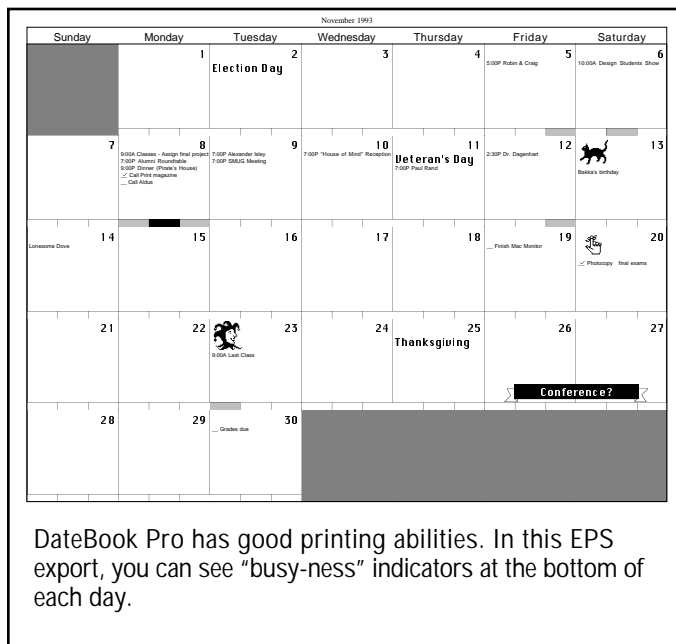 November 1993
Sunday Monday Tuesday Wednesday Thursday Friday Saturday
1 2 3 4 5 6
Election Day
5:00P Robin & Craig
10:00A Design Students Show
7 8 9 10 11 12 13
9:00A Classes - Assign final project
7:00P Alumni Roundtable
9:00P Dinner (Pirate's House)
Call Print magazine
Call Aldus
7:00P Alexander Isley
7:00P SMUG Meeting
7:00P "House of Mind" Reception
Veteran's Day
7:00P Paul Rand
2:30P Dr. Dagenhart
Bakka's birthday
14 15 16 17 18 19 20
Lonesome Dove
Finish Mac Monitor
Photocopy final exams
21 22 23 24 25 26 27
9:00A Last Class
Thanksgiving
Conference?
28 29 30
Grades due
DateBook Pro has good printing abilities. In this EPS
export, you can see “busy-ness” indicators at the bottom of
each day.